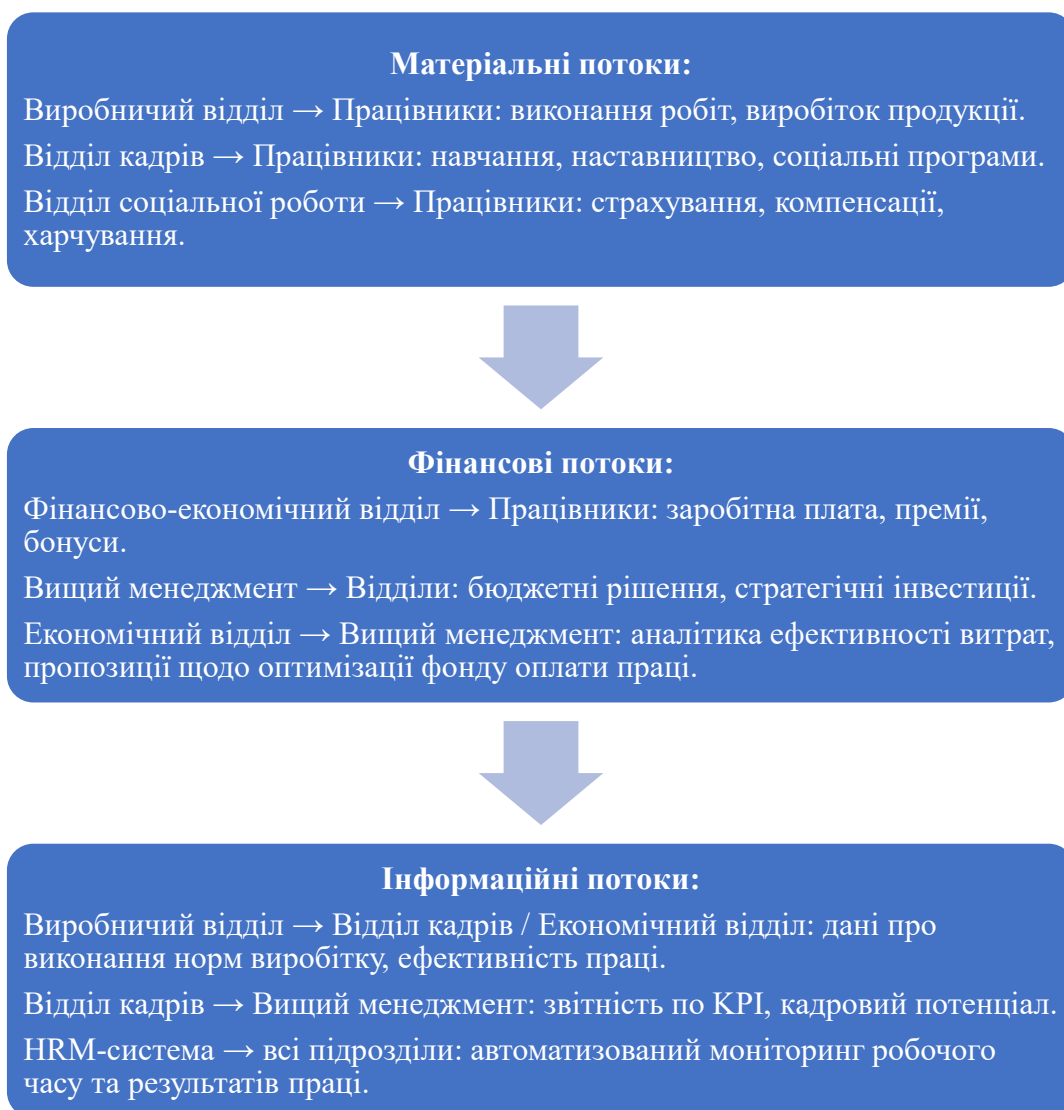 Матеріальні потоки:
Виробничий відділ → Працівники: виконання робіт, виробіток продукції.
Відділ кадрів → Працівники: навчання, наставництво, соціальні програми.
Відділ соціальної роботи → Працівники: страхування, компенсації,
харчування.
Фінансові потоки:
Фінансово-економічний відділ → Працівники: заробітна плата, премії,
бонуси.
Вищий менеджмент → Відділи: бюджетні рішення, стратегічні інвестиції.
Економічний відділ → Вищий менеджмент: аналітика ефективності витрат,
пропозиції щодо оптимізації фонду оплати праці.
Інформаційні потоки:
Виробничий відділ → Відділ кадрів / Економічний відділ: дані про
виконання норм виробітку, ефективність праці.
Відділ кадрів → Вищий менеджмент: звітність по KPI, кадровий потенціал.
HRM-система → всі підрозділи: автоматизований моніторинг робочого
часу та результатів праці.